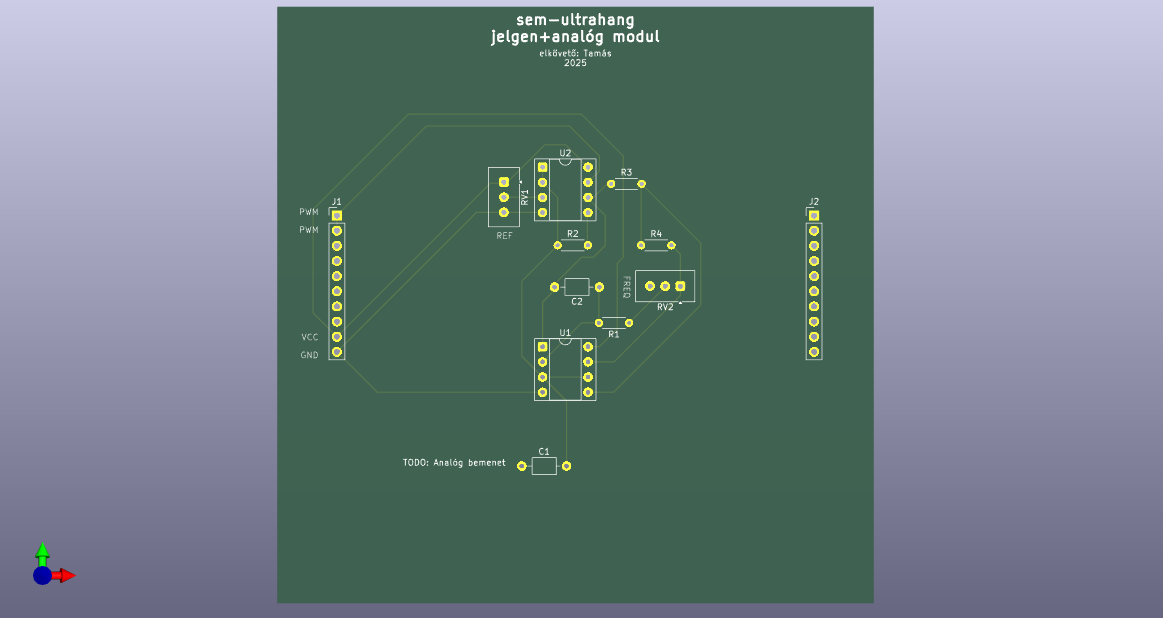 sem-ultrahang
jelgen+analóg modul
elkövető: Tamás
2025
U2
R3
RV1
J1
J2
PWM
PWM
REF
R2
R4
FREQ
C2
RV2
U1
R1
VCC
GND
C1
TODO: Analóg bemenet